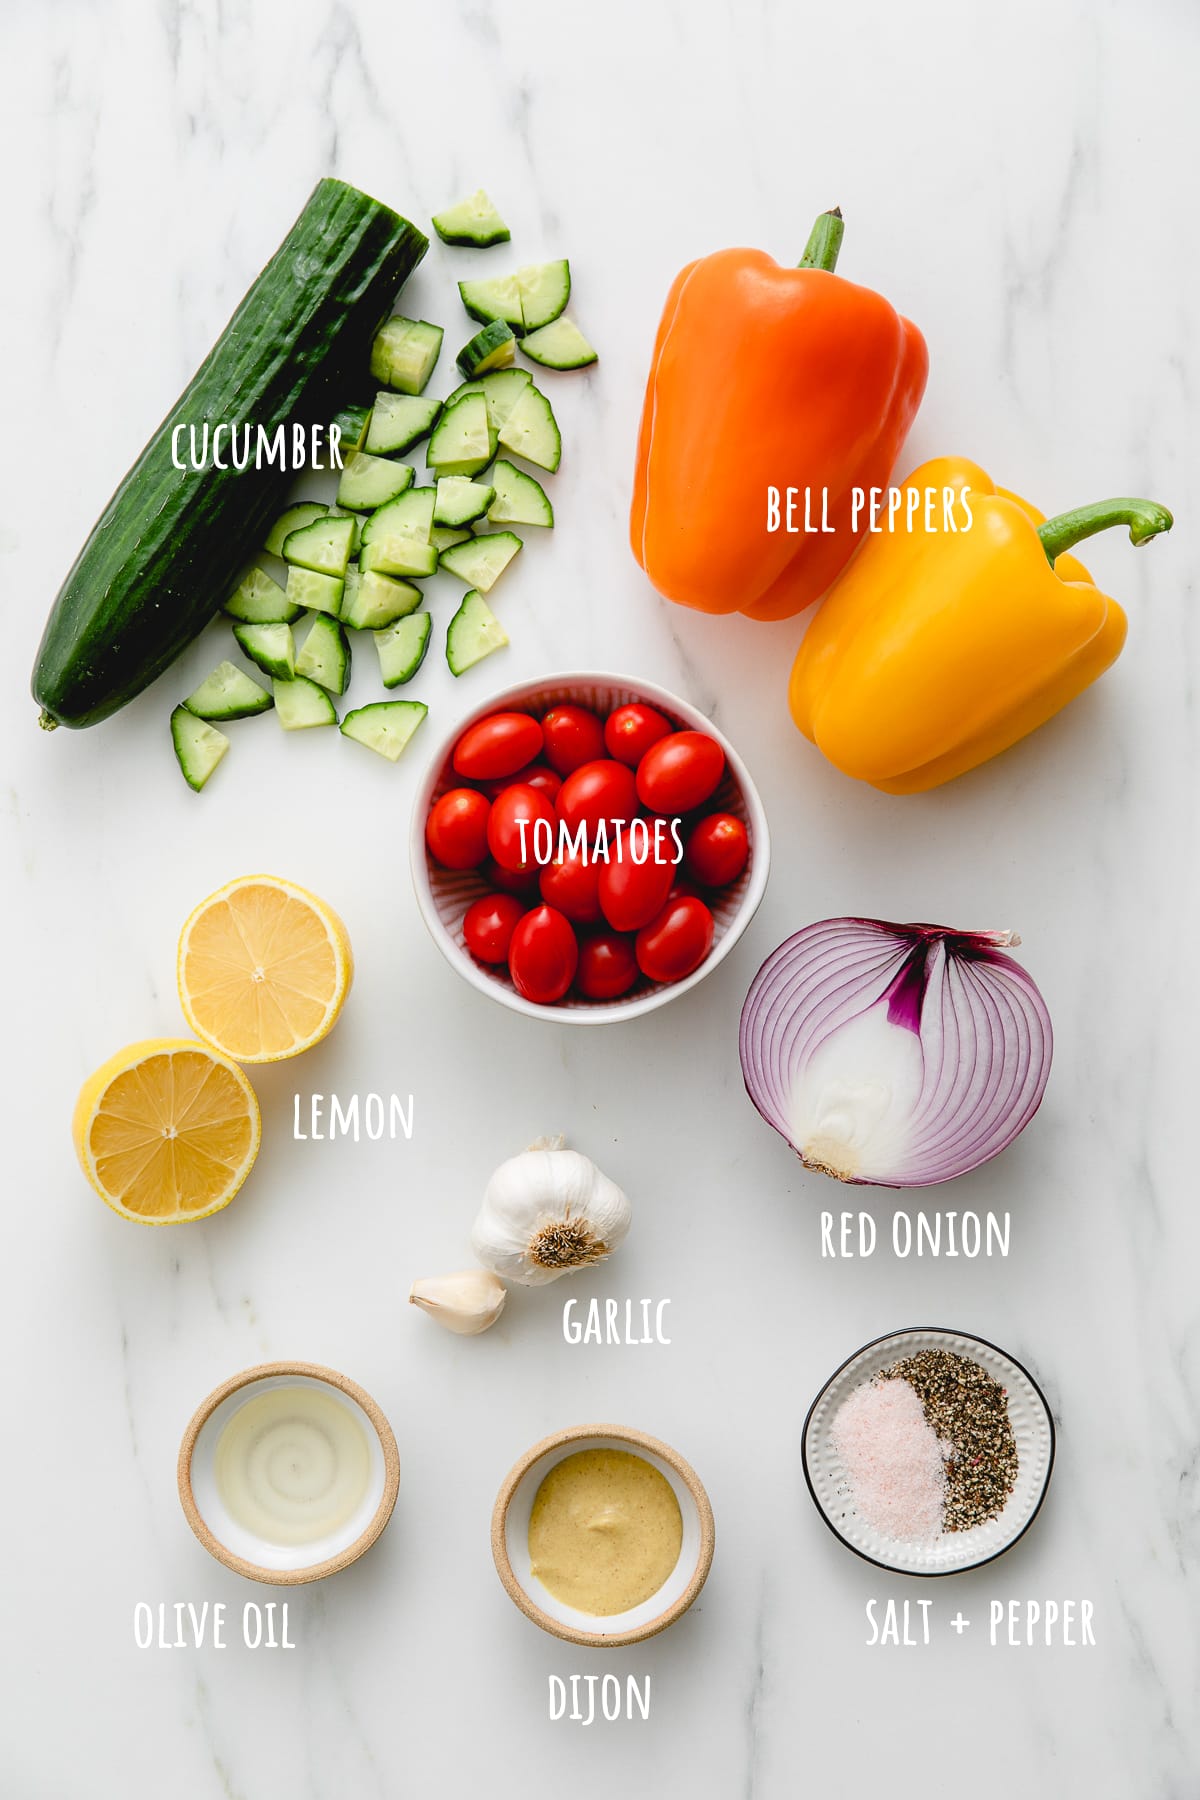 CUCUMBER
BELL PEPPERS
TOMATOES
LEMON
RED ONION
GARLIC
OLIVE OIL
SALT + PEPPER
DIJON